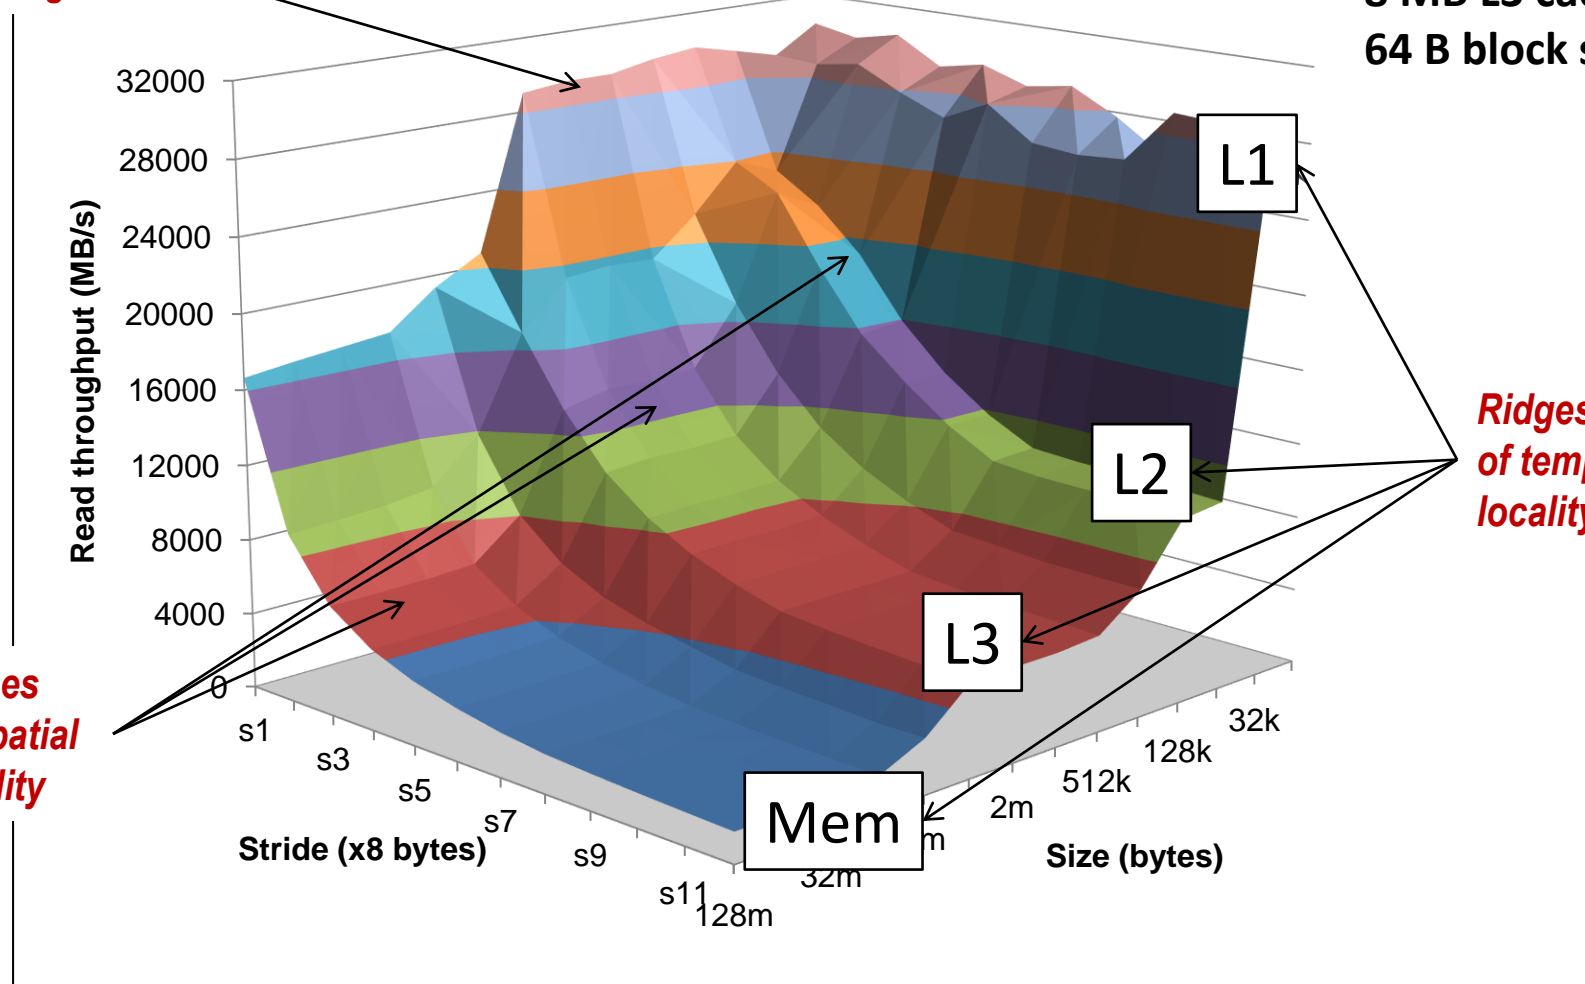 64 B block s
32000
28000
24000
20000
16000
12000
8000
4000
0
Read throughput (MB/s)
L1
L2
L3
Mem
Ridges
of temp
locality
es
patial
lity
s1
s3
s5
s7
s9
s11
Stride (x8 bytes)
128m
32m
m
2m
512k
128k
32k
Size (bytes)